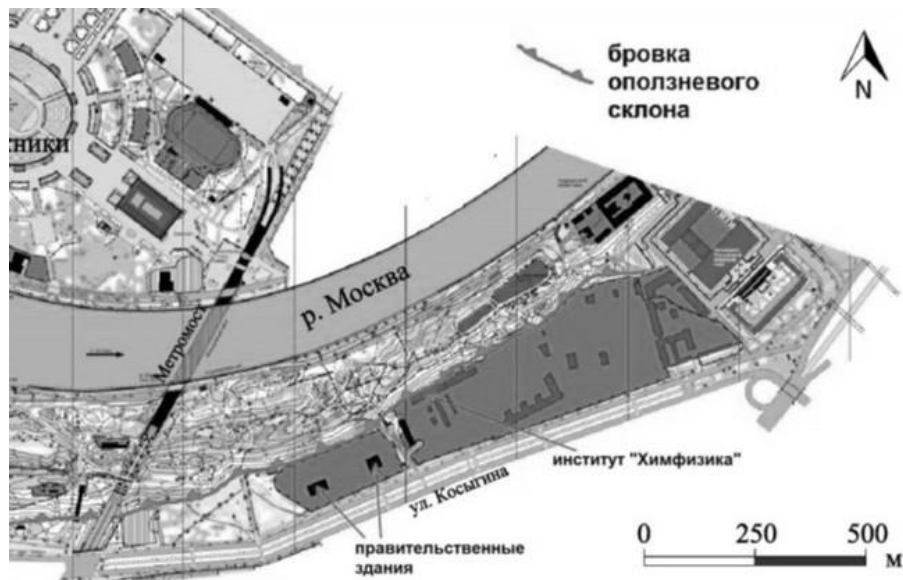 бровка
оползневого
склона
N
ники
р. Москва
Метромост
институт "Химфизика"
ул. Косыгина
правительственные
здания
0 250 500
м